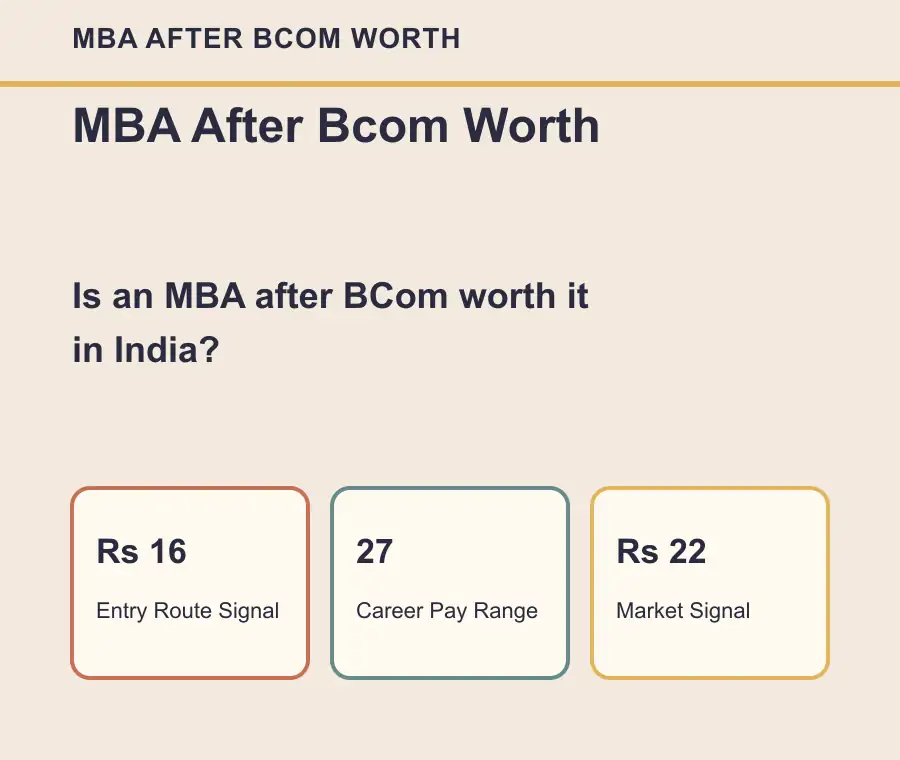 MBA AFTER BCOM WORTH
MBA After Bcom Worth
Is an MBA after BCom worth it
in India?
Rs 16
Entry Route Signal
27
Career Pay Range
Rs 22
Market Signal